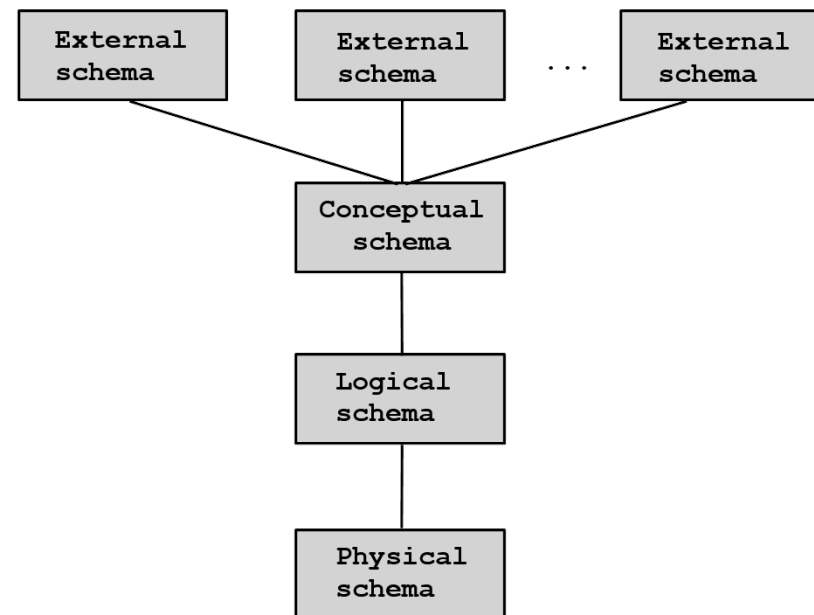 External
schema
External
schema
...
External
schema
Conceptual
schema
Logical
schema
Physical
schema